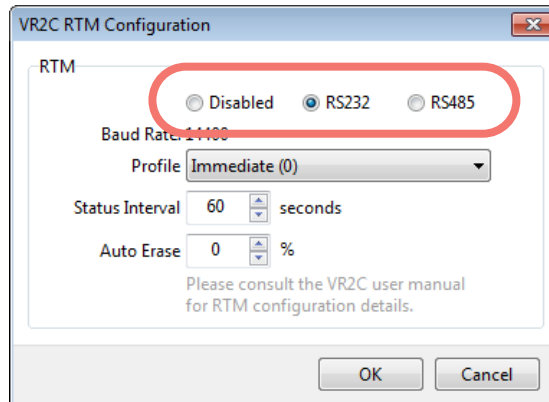 VR2C RTM Configuration
RTM
Disabled RS232 RS485
Baud Rate: 14400
Profile Immediate (0)
Status Interval 60 seconds
Auto Erase 0 %
Please consult the VR2C user manual
for RTM configuration details.
OK Cancel